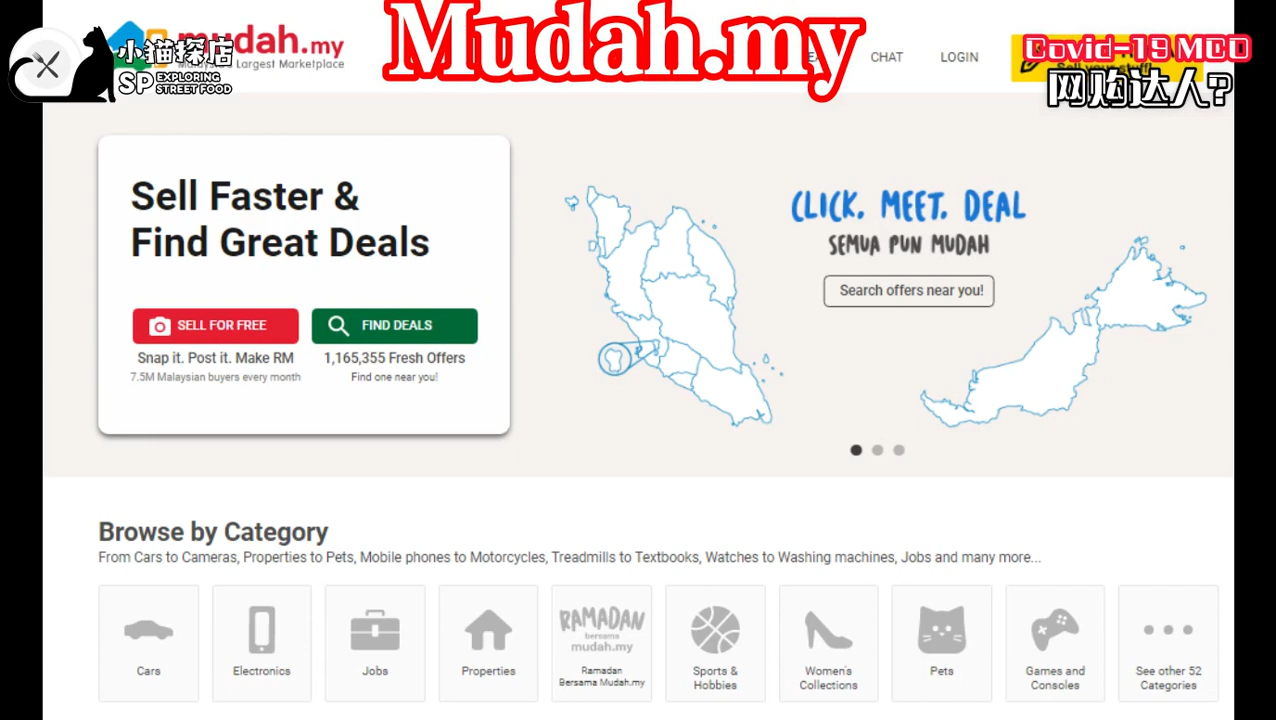 Mudah.my
小猫探店
SP EXPLORING
STREET FOOD
mudah.my
Largest Marketplace
CHAT
LOGIN
Covid-19 MCO
Sell your stuff!
网购达人?
Sell Faster &
Find Great Deals
SELL FOR FREE
FIND DEALS
Snap it. Post it. Make RM
1,165,355 Fresh Offers
7.5M Malaysian buyers every month
Find one near you!
CLICK. MEET. DEAL
SEMUA PUN MUDAH
Search offers near you!
Browse by Category
From Cars to Cameras, Properties to Pets, Mobile phones to Motorcycles, Treadmills to Textbooks, Watches to Washing machines, Jobs and many more...
RAMADAN
bersama
mudah.my
Cars
Electronics
Jobs
Properties
Ramadan
Bersama Mudah.my
Sports &
Hobbies
Women's
Collections
Pets
Games and
Consoles
See other 52
Categories